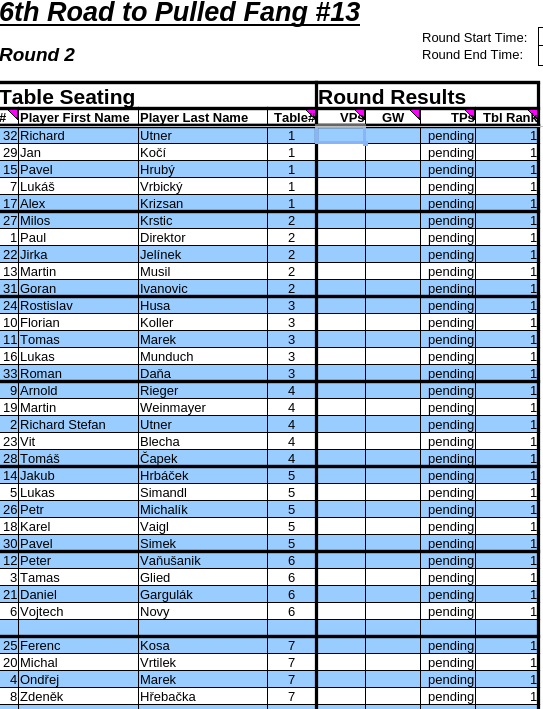 6th Road to Pulled Fang #13
Round Start Time:
Round 2
Round End Time:
Table Seating Round Results
# Player First Name Player Last Name Table# VPs GW TPs Tbl Rank
32 Richard Utner 1 pending 1
29 Jan Kočí 1 pending 1
15 Pavel Hrubý 1 pending 1
7 Lukáš Vrbický 1 pending 1
17 Alex Krizsan 1 pending 1
27 Milos Krstic 2 pending 1
1 Paul Direktor 2 pending 1
22 Jirka Jelínek 2 pending 1
13 Martin Musil 2 pending 1
31 Goran Ivanovic 2 pending 1
24 Rostislav Husa 3 pending 1
10 Florian Koller 3 pending 1
11 Tomas Marek 3 pending 1
16 Lukas Munduch 3 pending 1
33 Roman Daňa 3 pending 1
9 Arnold Rieger 4 pending 1
19 Martin Weinmayer 4 pending 1
2 Richard Stefan Utner 4 pending 1
23 Vit Blecha 4 pending 1
28 Tomáš Čapek 4 pending 1
14 Jakub Hrbáček 5 pending 1
5 Lukas Simandl 5 pending 1
26 Petr Michalík 5 pending 1
18 Karel Vaigl 5 pending 1
30 Pavel Simek 5 pending 1
12 Peter Vaňušanik 6 pending 1
3 Tamas Glied 6 pending 1
21 Daniel Gargulák 6 pending 1
6 Vojtech Novy 6 pending 1
25 Ferenc Kosa 7 pending 1
20 Michal Vrtilek 7 pending 1
4 Ondřej Marek 7 pending 1
8 Zdeněk Hřebačka 7 pending 1